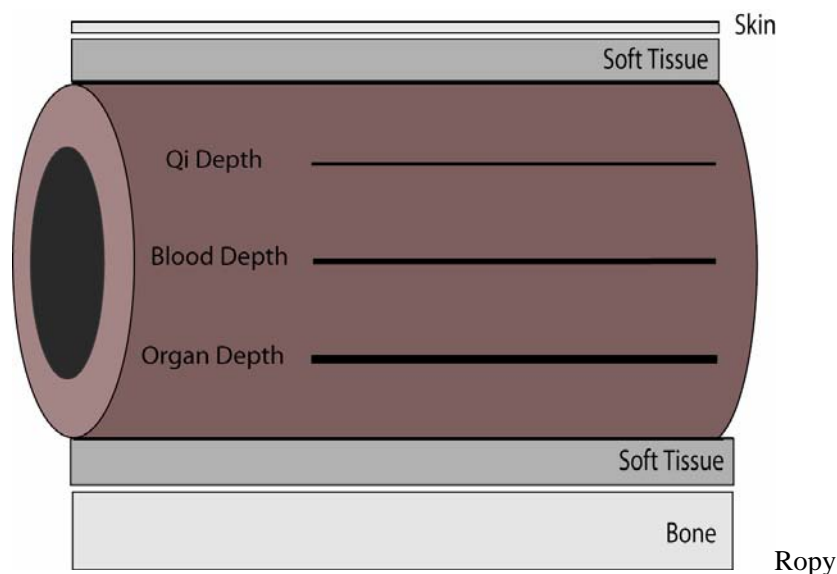 Skin
Soft Tissue
Qi Depth
Blood Depth
Organ Depth
Soft Tissue
Bone
Ropy